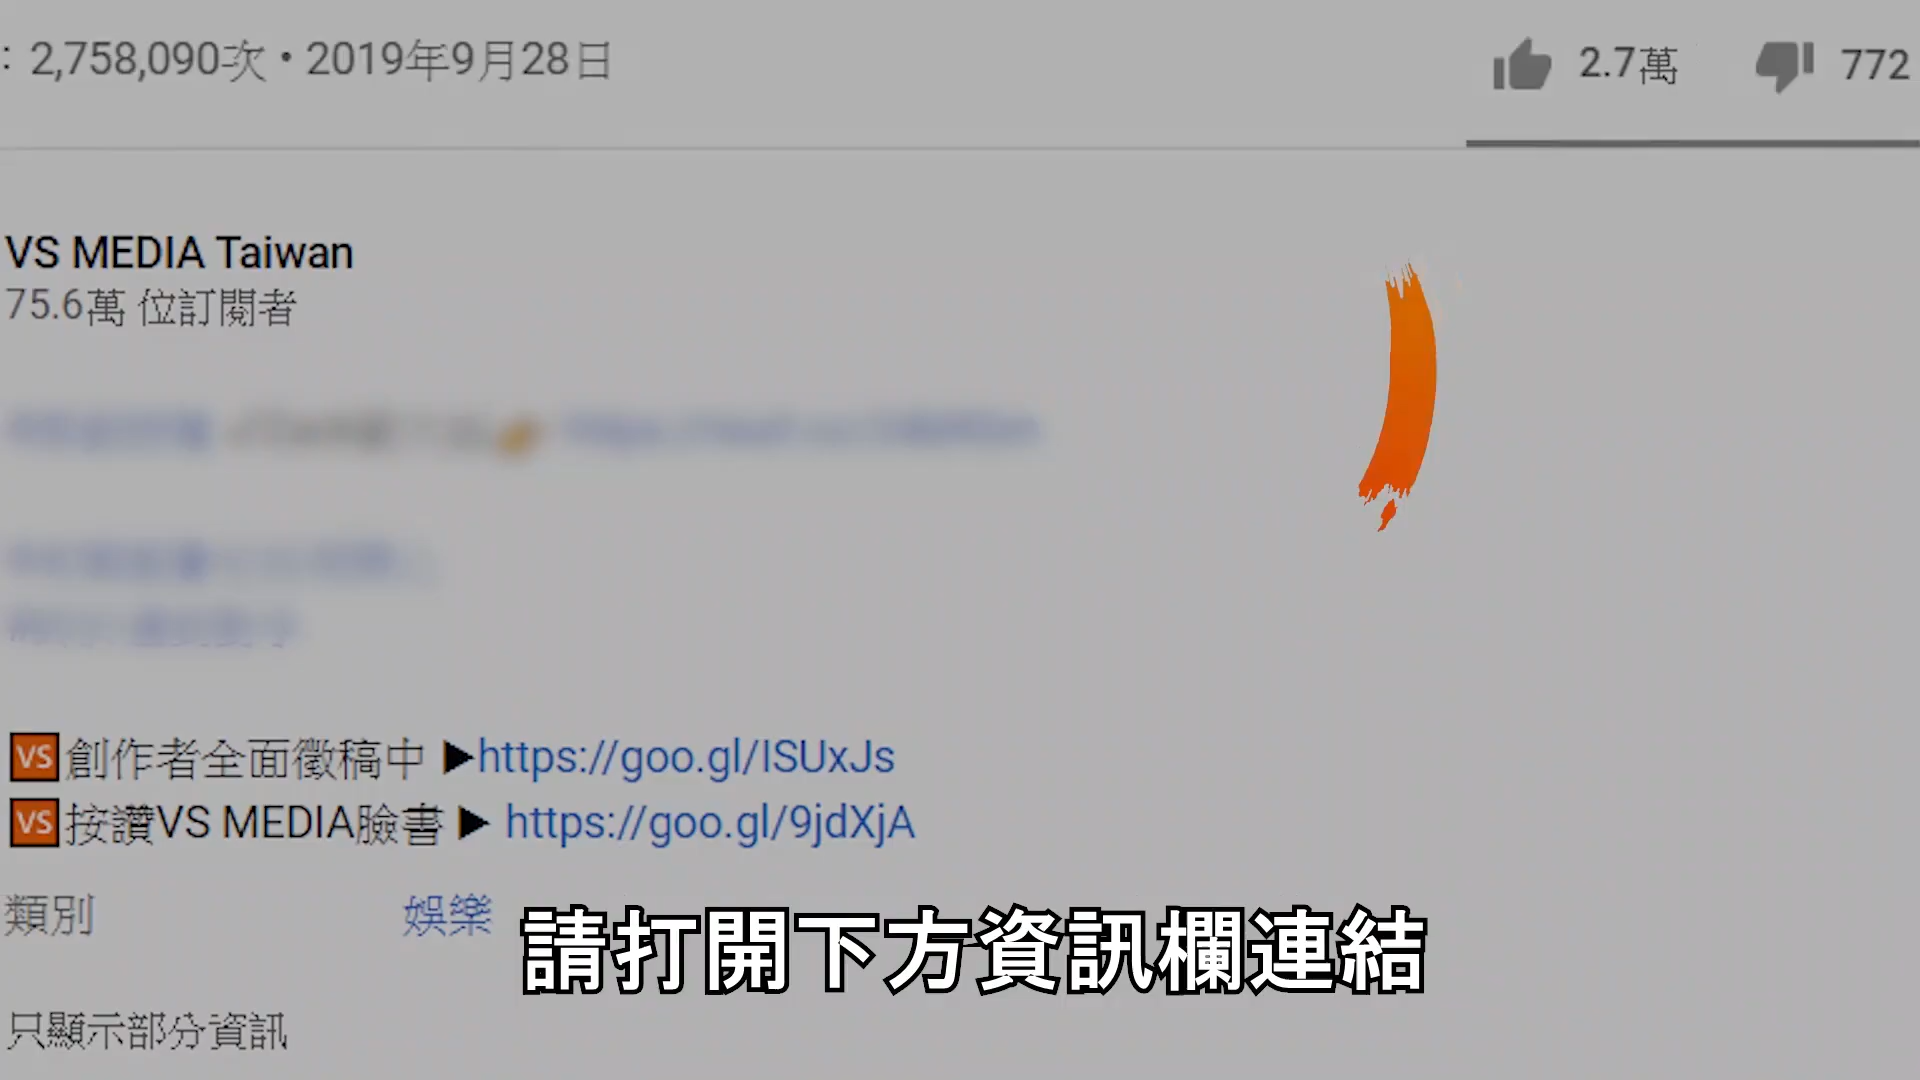 ：2,758,090次 • 2019年9月28日
2.7萬
772
VS MEDIA Taiwan
75.6萬 位訂閱者
VS創作者全面徵稿中 ▶https://goo.gl/ISUxJs
VS按讚VS MEDIA臉書 ▶ https://goo.gl/9jdXjA
類別 娛樂
請打開下方資訊欄連結
只顯示部分資訊